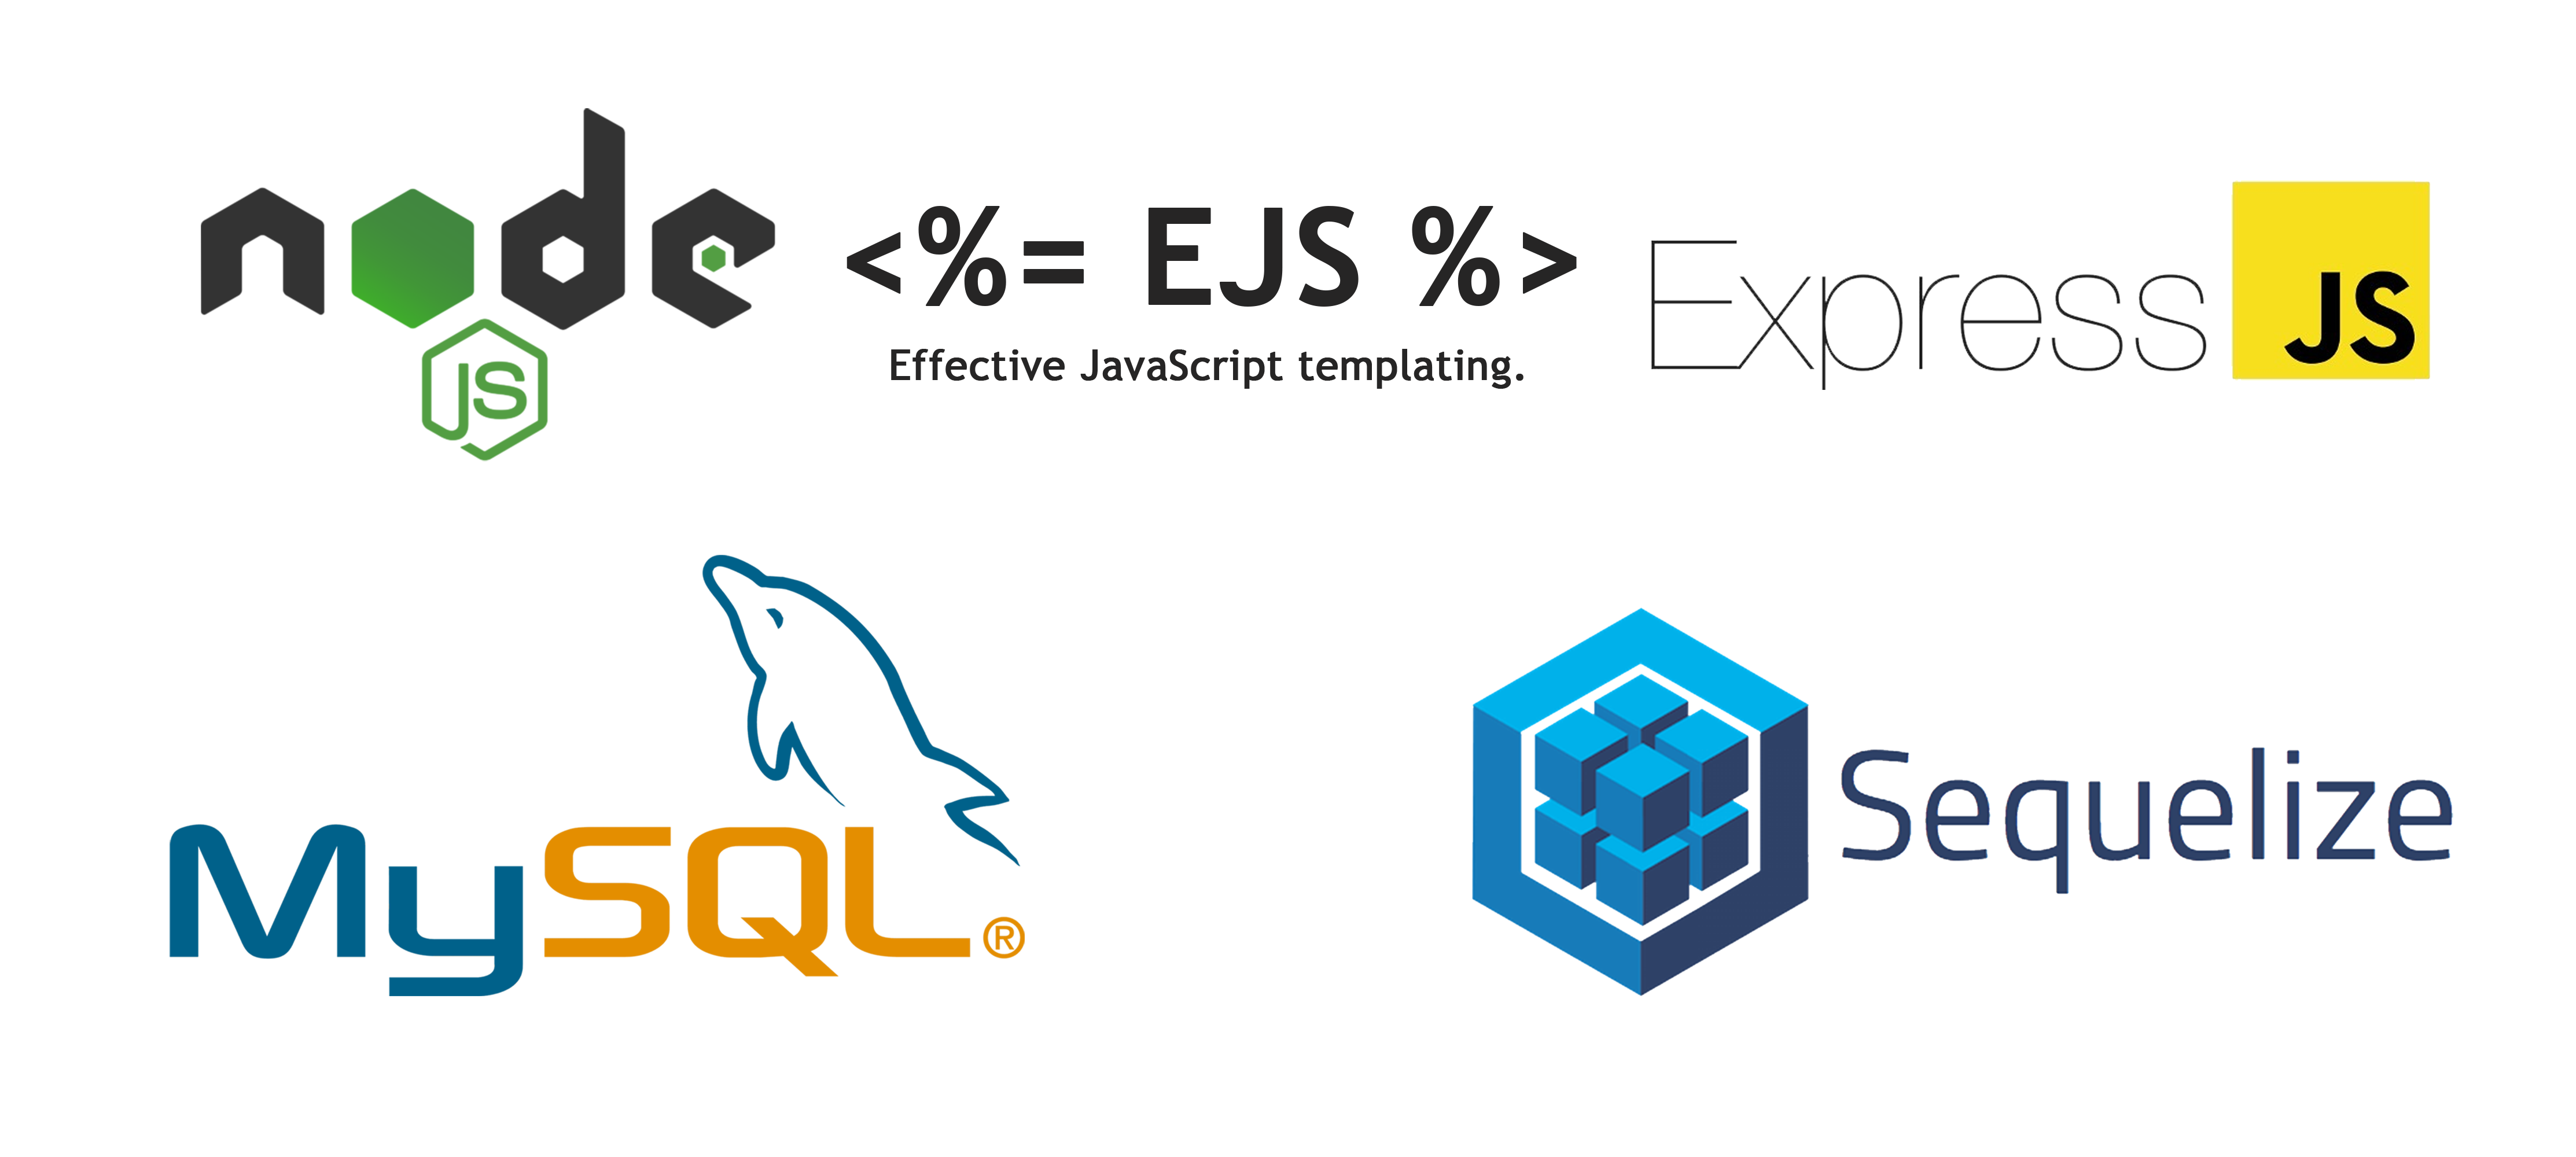 node
JS
<%= EJS %>
Effective JavaScript templating.
Express
JS
MySQL®
Sequelize